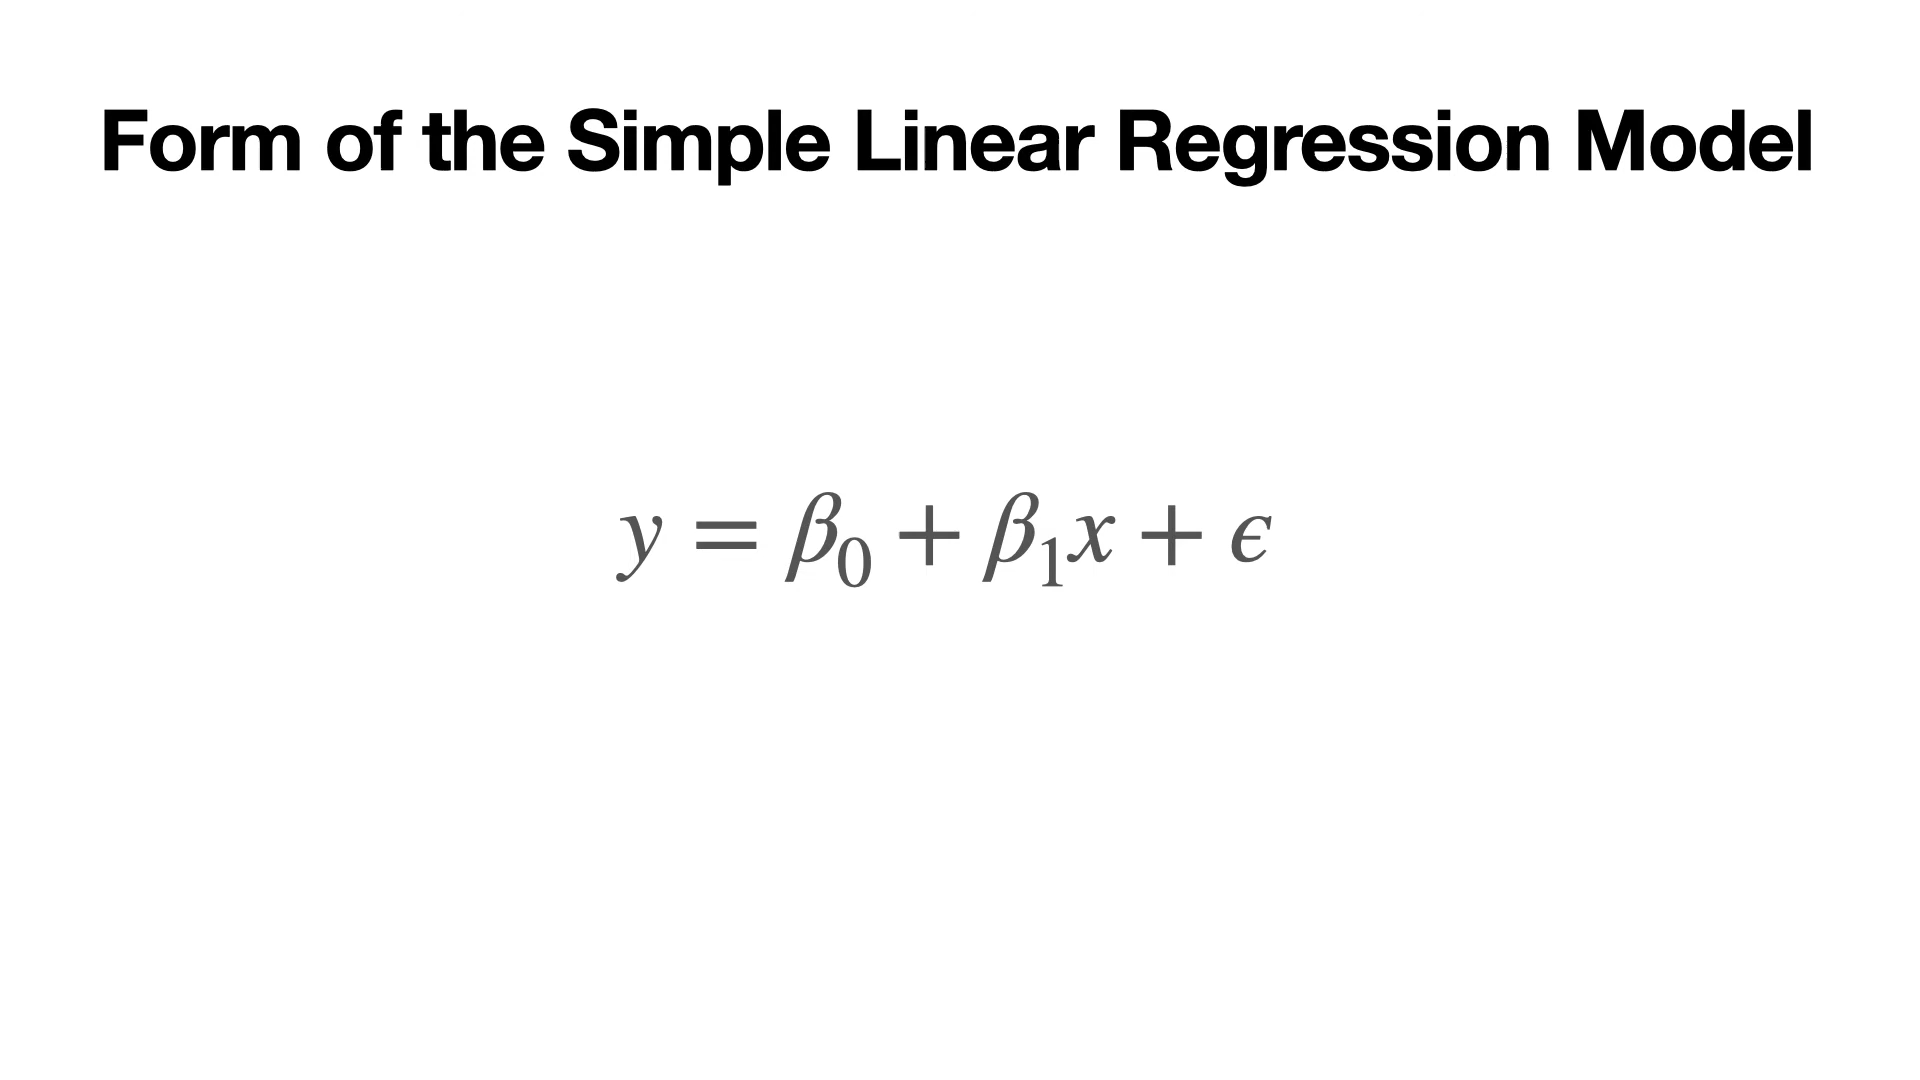 Form of the Simple Linear Regression Model
y = β₀ + β₁x + ϵ